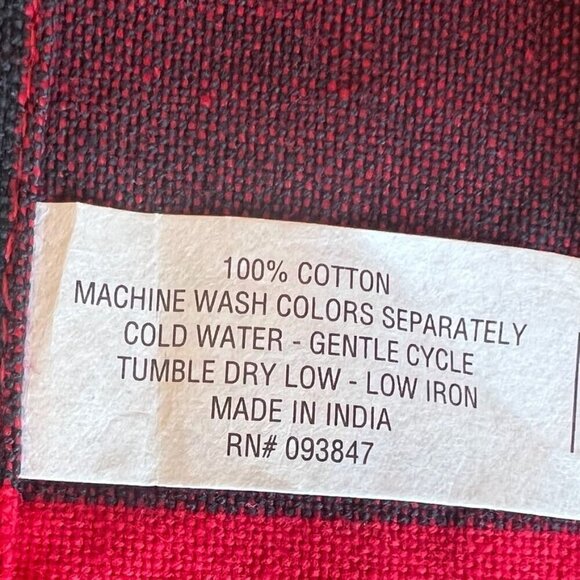 100% COTTON
MACHINE WASH COLORS SEPARATELY
COLD WATER - GENTLE CYCLE
TUMBLE DRY LOW - LOW IRON
MADE IN INDIA
RN# 093847